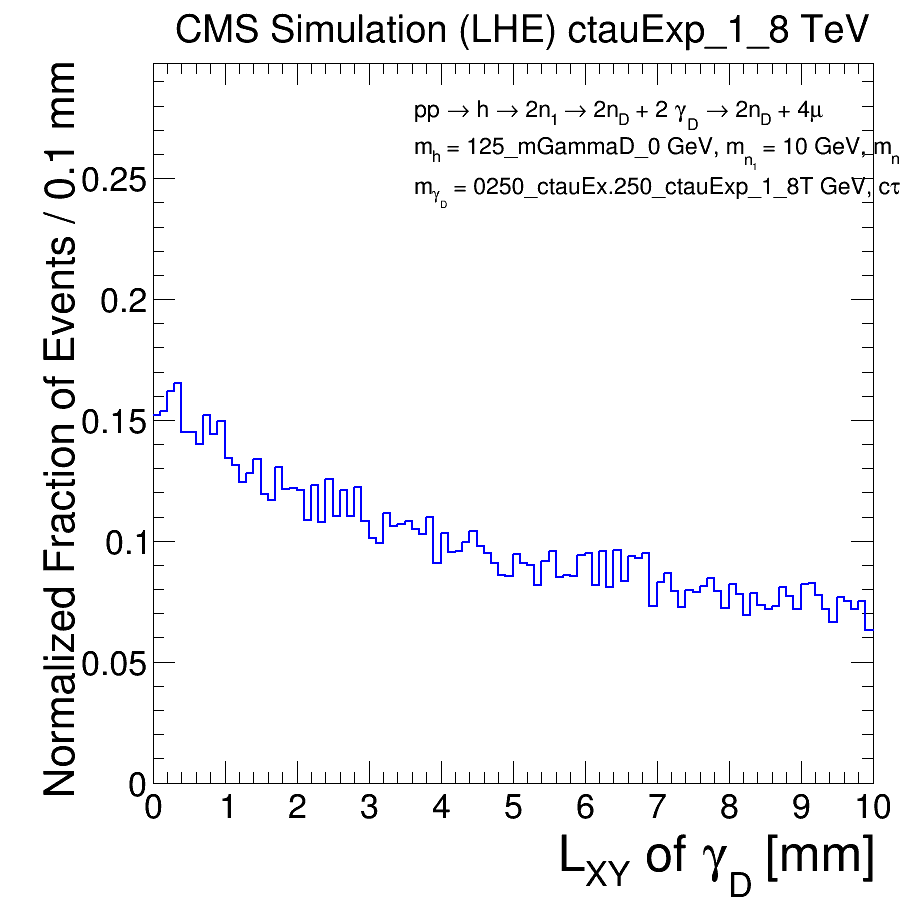 CMS Simulation (LHE) ctauExp_1_8 TeV
pp → h → 2n1 → 2nD + 2 γD → 2nD + 4μ
mh = 125_mGammaD_0 GeV, mn1 = 10 GeV, mn
mγD = 0250_ctauEx.250_ctauExp_1_8T GeV, cτ
Normalized Fraction of Events / 0.1 mm
0.25
0.2
0.15
0.1
0.05
0
0 1 2 3 4 5 6 7 8 9 10
LXY of γD [mm]